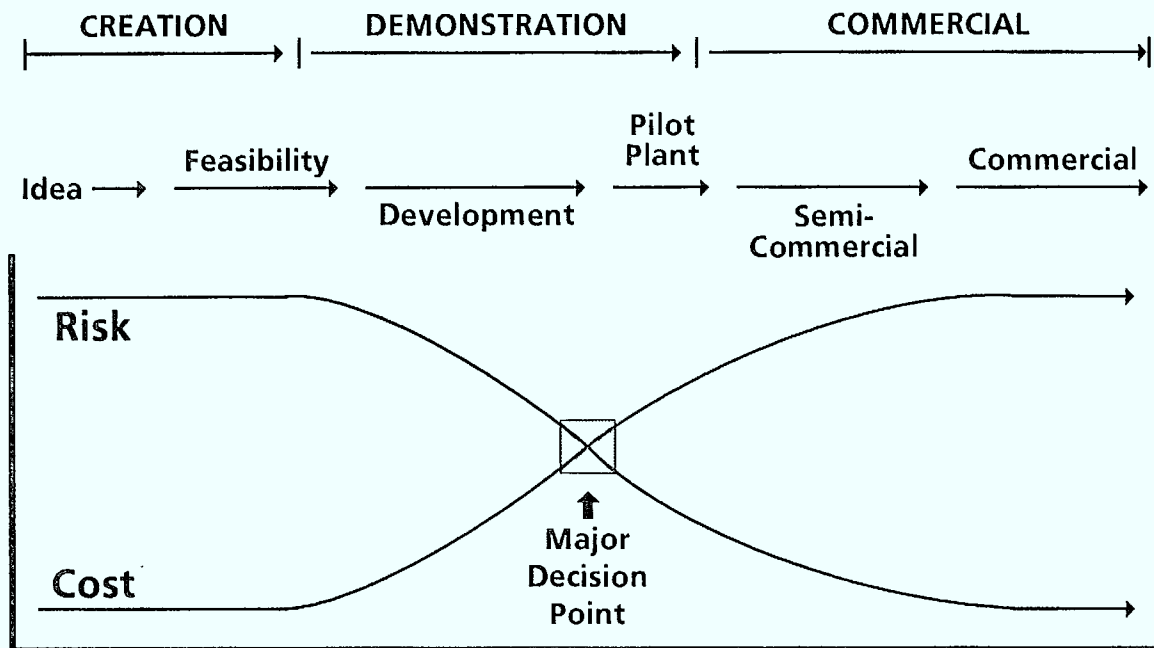 CREATION DEMONSTRATION COMMERCIAL
Idea
Feasibility
Development
Pilot
Plant
Semi-
Commercial
Commercial
Risk
Cost
Major
Decision
Point